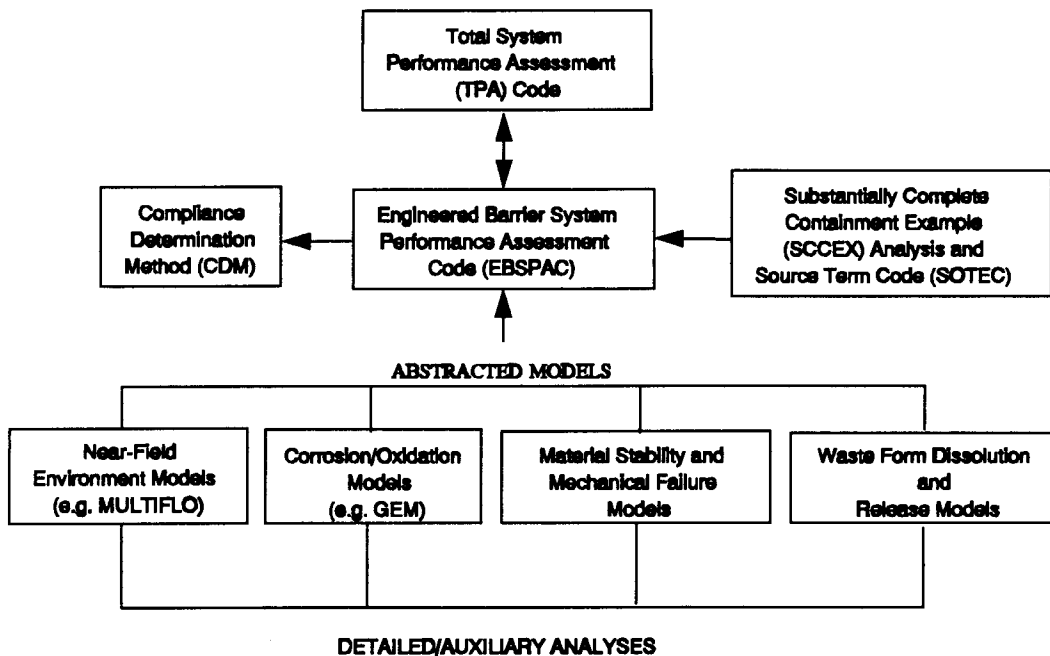 Total System
Performance Assessment
(TPA) Code
Compliance
Determination
Method (CDM)
Engineered Barrier System
Performance Assessment
Code (EBSPAC)
Substantially Complete
Containment Example
(SCCEX) Analysis and
Source Term Code (SOTEC)
ABSTRACTED MODELS
Near-Field
Environment Models
(e.g. MULTIFLO)
Corrosion/Oxidation
Models
(e.g. GEM)
Material Stability and
Mechanical Failure
Models
Waste Form Dissolution
and
Release Models
DETAILED/AUXILIARY ANALYSES